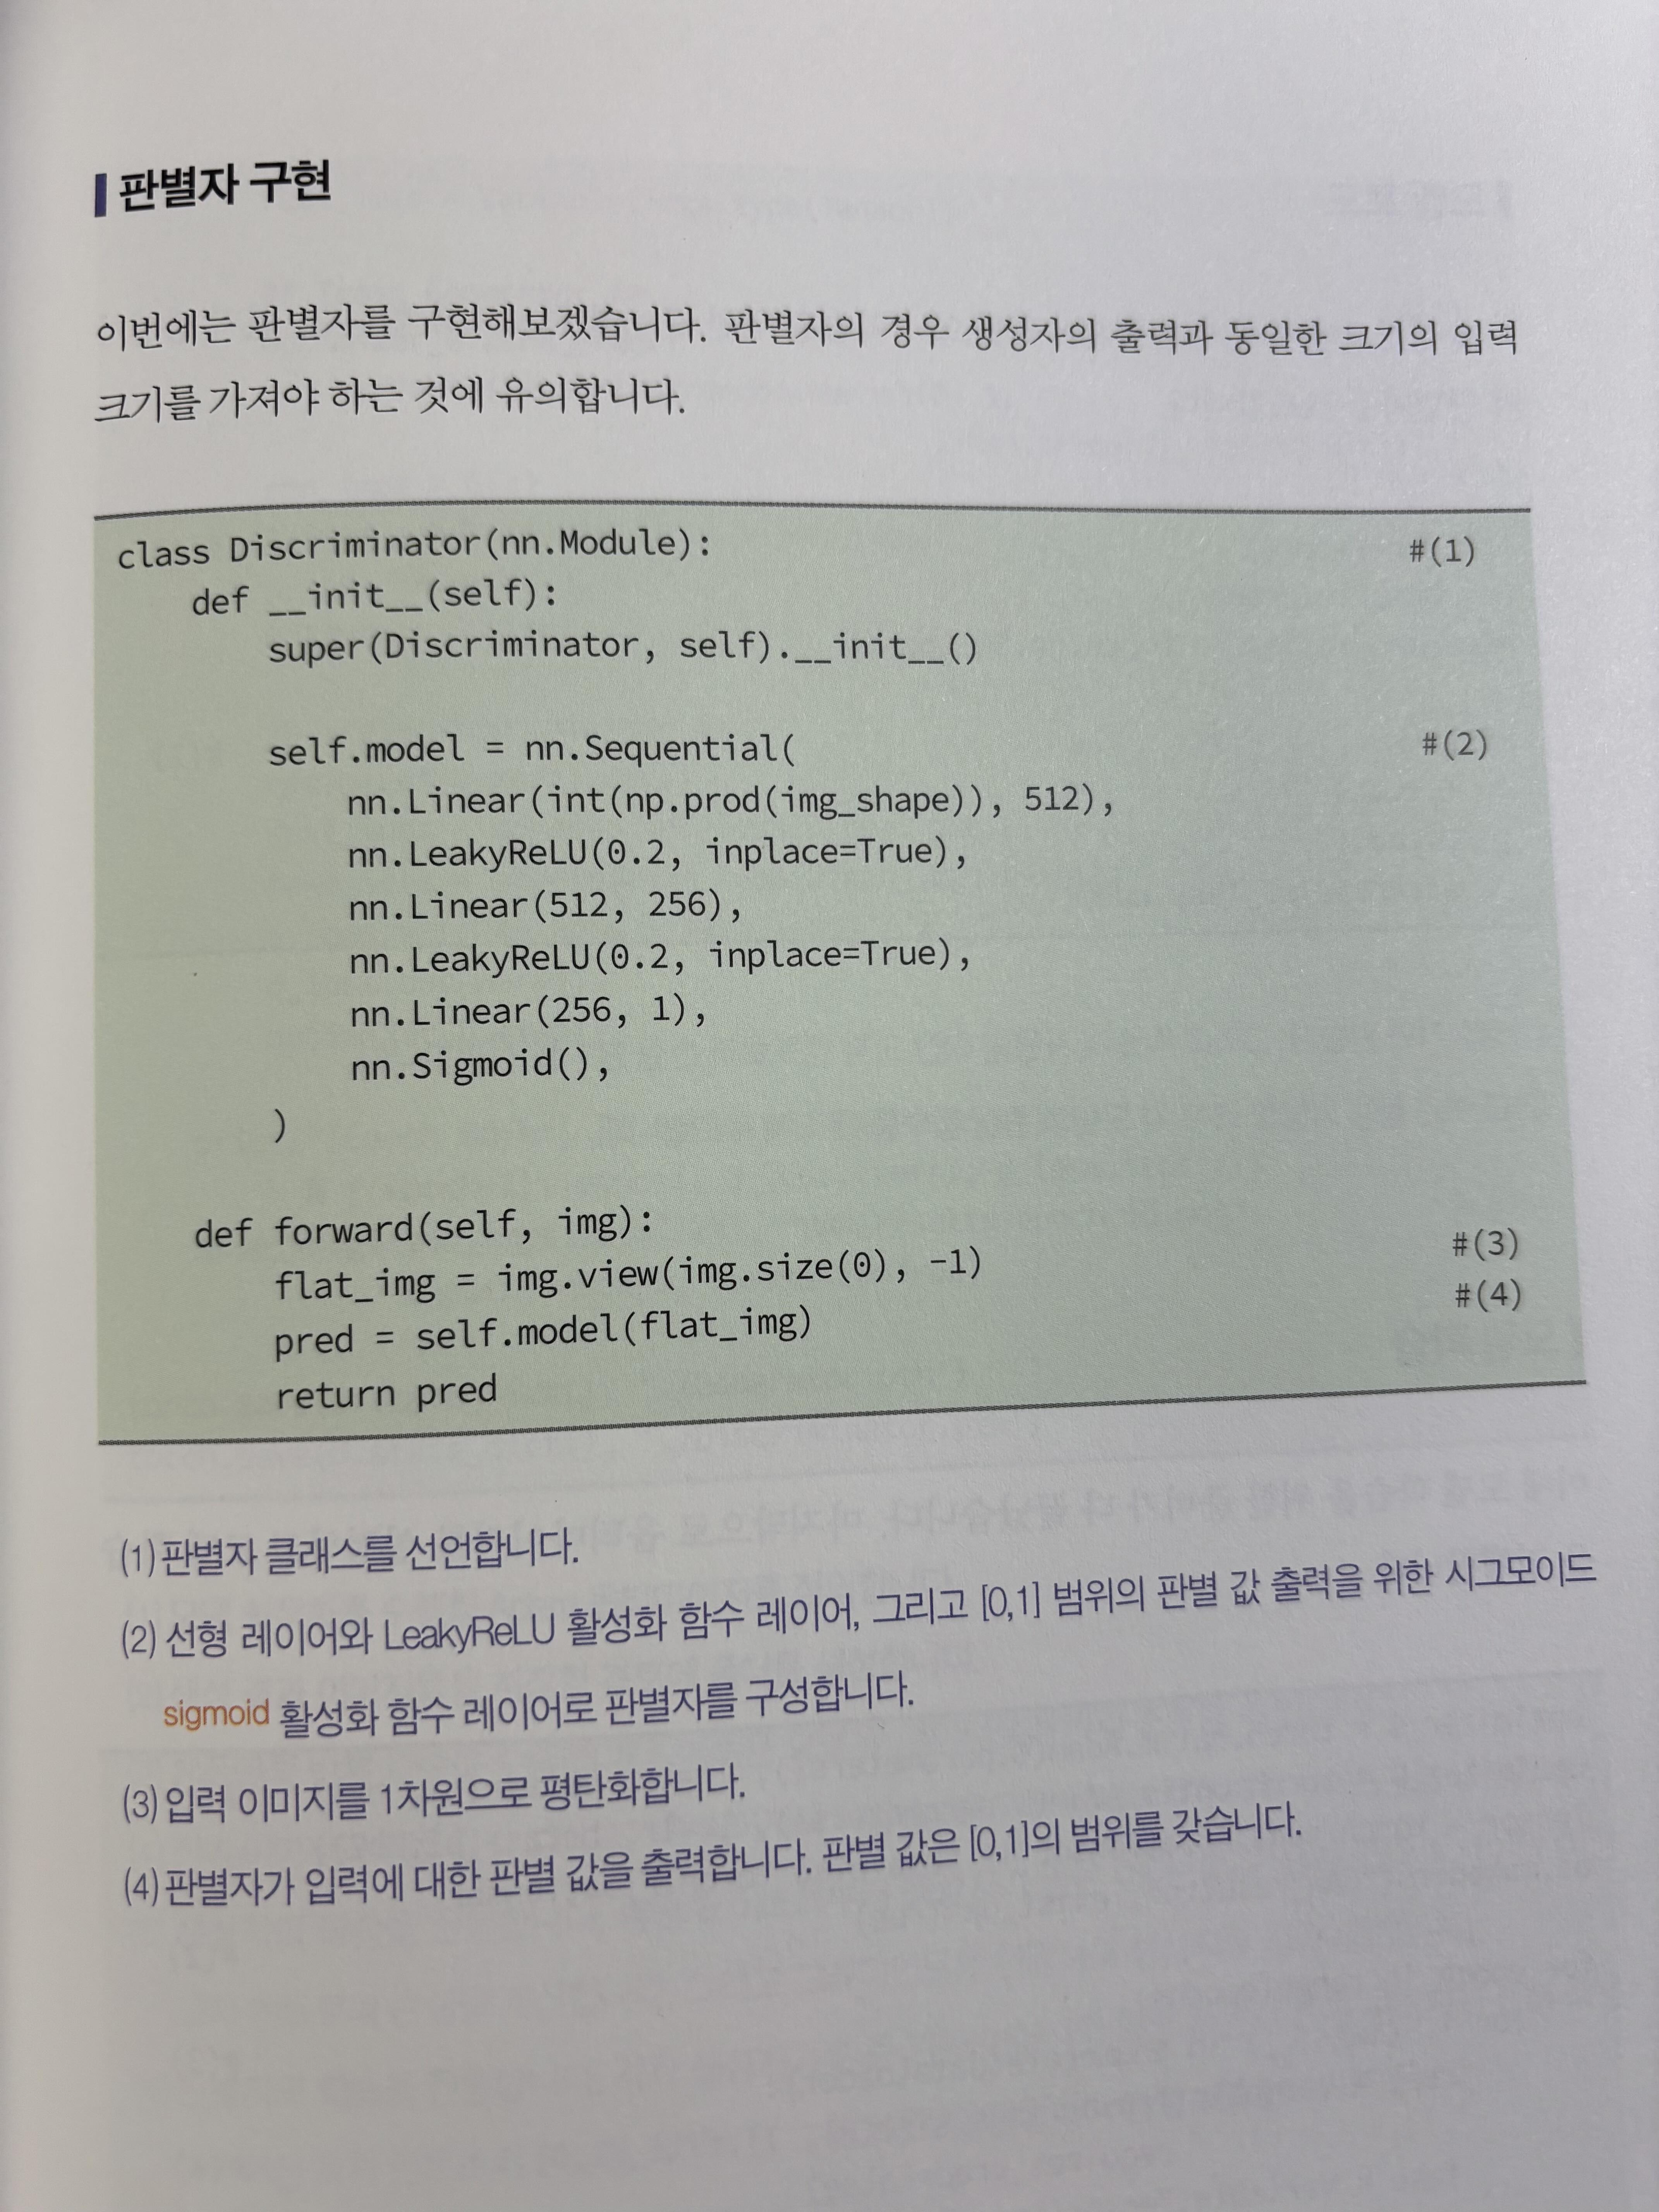 판별자 구현
이번에는 판별자를 구현해보겠습니다. 판별자의 경우 생성자의 출력과 동일한 크기의 입력
크기를 가져야 하는 것에 유의합니다.
class Discriminator(nn.Module): #(1)
    def __init__(self):
        super(Discriminator, self).__init__()
        self.model = nn.Sequential( #(2)
            nn.Linear(int(np.prod(img_shape)), 512),
            nn.LeakyReLU(0.2, inplace=True),
            nn.Linear(512, 256),
            nn.LeakyReLU(0.2, inplace=True),
            nn.Linear(256, 1),
            nn.Sigmoid(),
        )
    def forward(self, img):
        flat_img = img.view(img.size(0), -1) #(3)
        pred = self.model(flat_img) #(4)
        return pred
(1) 판별자 클래스를 선언합니다.
(2) 선형 레이어와 LeakyReLU 활성화 함수 레이어, 그리고 [0,1] 범위의 판별 값 출력을 위한 시그모이드
sigmoid 활성화 함수 레이어로 판별자를 구성합니다.
(3) 입력 이미지를 1차원으로 평탄화합니다.
(4) 판별자가 입력에 대한 판별 값을 출력합니다. 판별 값은 [0,1]의 범위를 갖습니다.